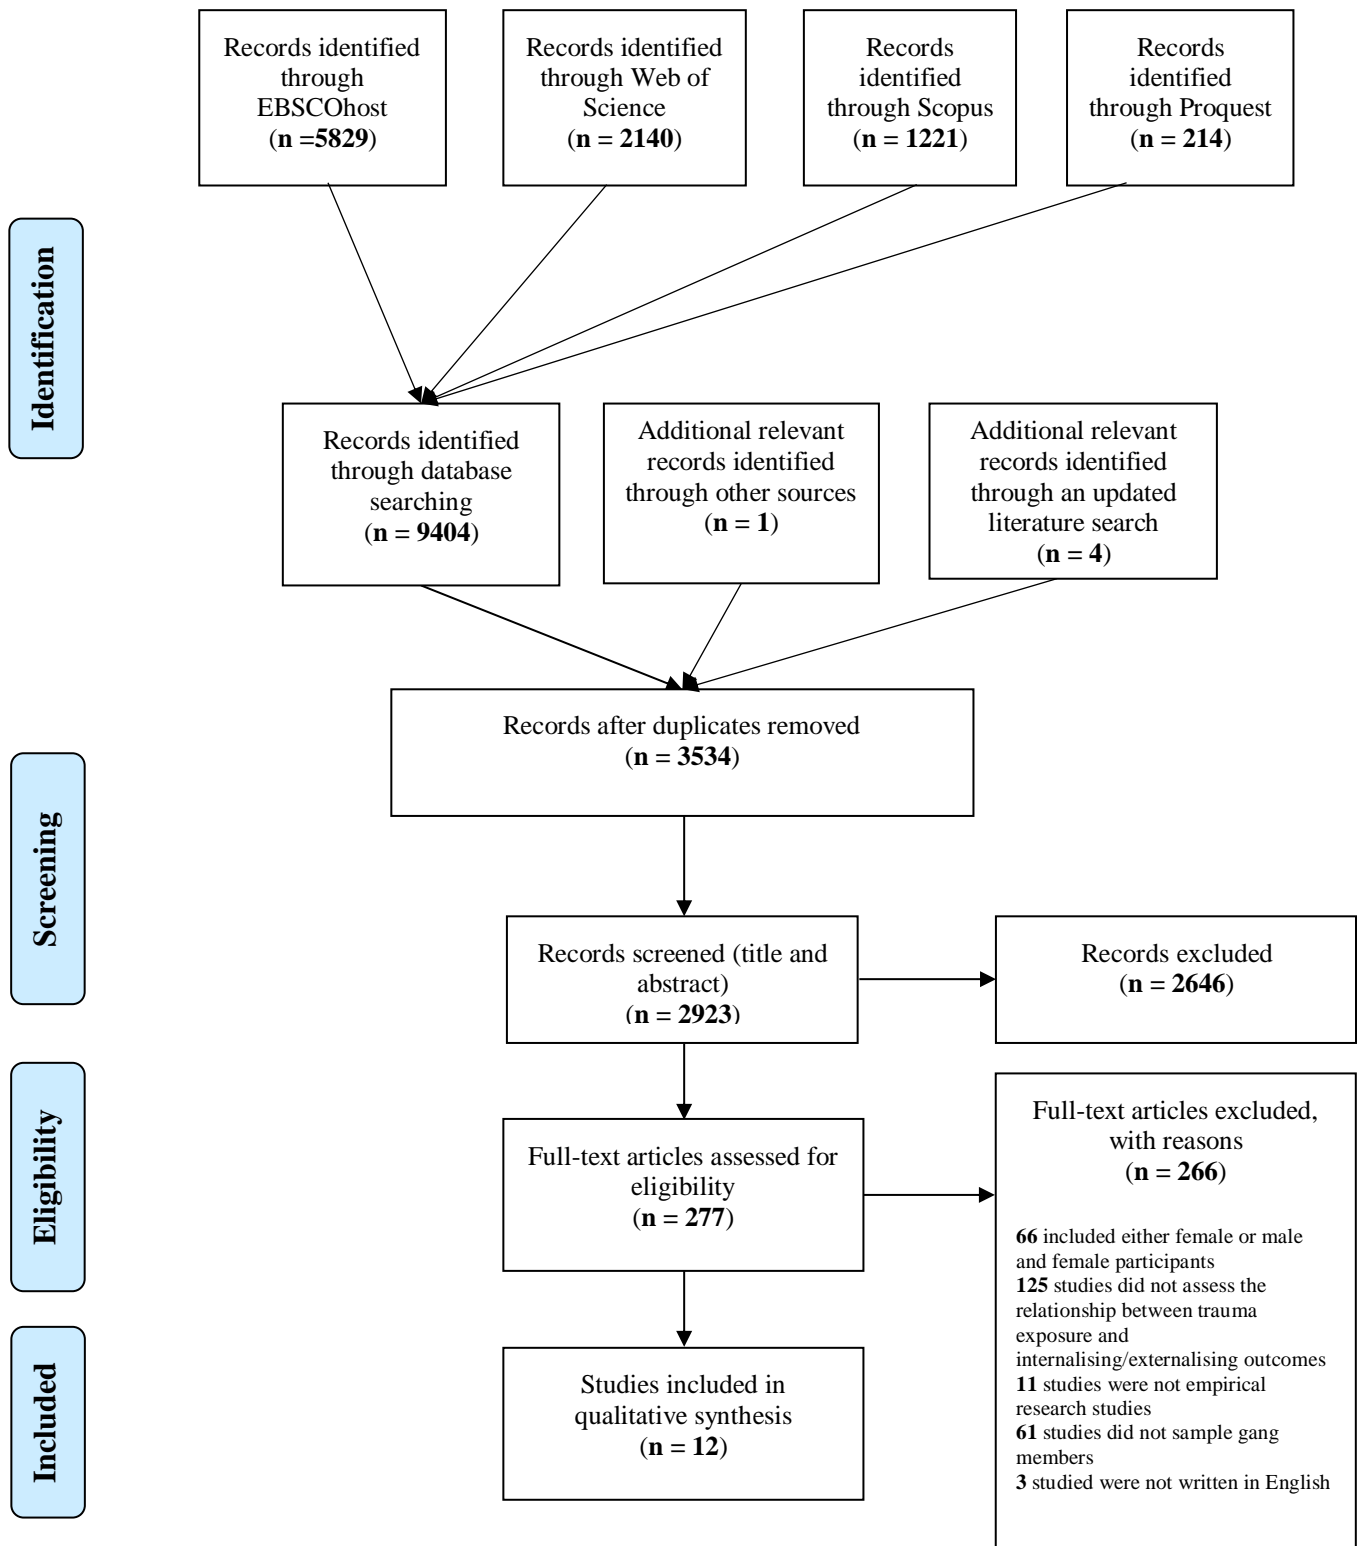 Records identified
through
EBSCOhost
(n =5829)
Records identified
through Web of
Science
(n = 2140)
Records
identified
through Scopus
(n = 1221)
Records
identified
through Proquest
(n = 214)
Identification
Records identified
through database
searching
(n = 9404)
Additional relevant
records identified
through other sources
(n = 1)
Additional relevant
records identified
through an updated
literature search
(n = 4)
Records after duplicates removed
(n = 3534)
Screening
Records screened (title and
abstract)
(n = 2923)
Records excluded
(n = 2646)
Eligibility
Full-text articles assessed for
eligibility
(n = 277)
Full-text articles excluded,
with reasons
(n = 266)
66 included either female or male
and female participants
125 studies did not assess the
relationship between trauma
exposure and
internalising/externalising outcomes
11 studies were not empirical
research studies
61 studies did not sample gang
members
3 studied were not written in English
Included
Studies included in
qualitative synthesis
(n = 12)